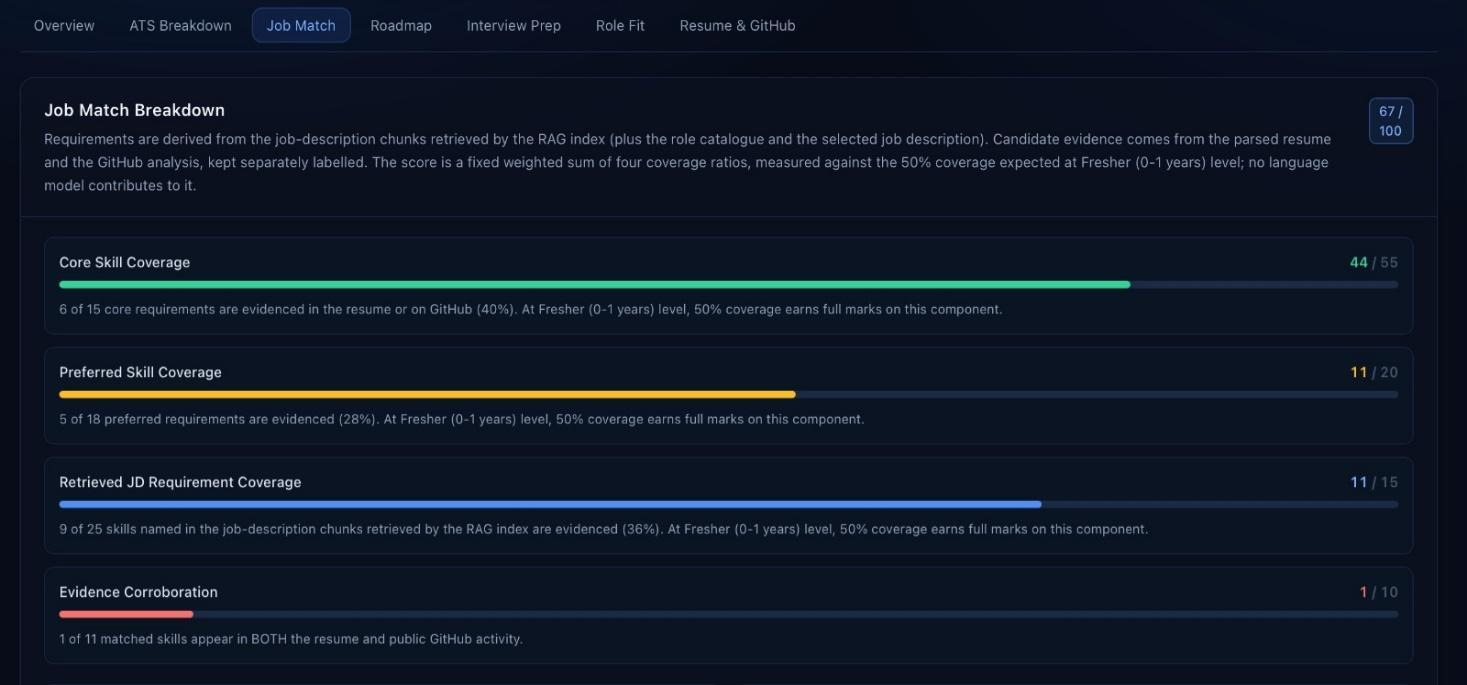 Overview ATS Breakdown Job Match Roadmap Interview Prep Role Fit Resume & GitHub
Job Match Breakdown
67 /
100
Requirements are derived from the job-description chunks retrieved by the RAG index (plus the role catalogue and the selected job description). Candidate evidence comes from the parsed resume
and the GitHub analysis, kept separately labelled. The score is a fixed weighted sum of four coverage ratios, measured against the 50% coverage expected at Fresher (0-1 years) level; no language
model contributes to it.
Core Skill Coverage 44 / 55
6 of 15 core requirements are evidenced in the resume or on GitHub (40%). At Fresher (0-1 years) level, 50% coverage earns full marks on this component.
Preferred Skill Coverage 11 / 20
5 of 18 preferred requirements are evidenced (28%). At Fresher (0-1 years) level, 50% coverage earns full marks on this component.
Retrieved JD Requirement Coverage 11 / 15
9 of 25 skills named in the job-description chunks retrieved by the RAG index are evidenced (36%). At Fresher (0-1 years) level, 50% coverage earns full marks on this component.
Evidence Corroboration 1 / 10
1 of 11 matched skills appear in BOTH the resume and public GitHub activity.